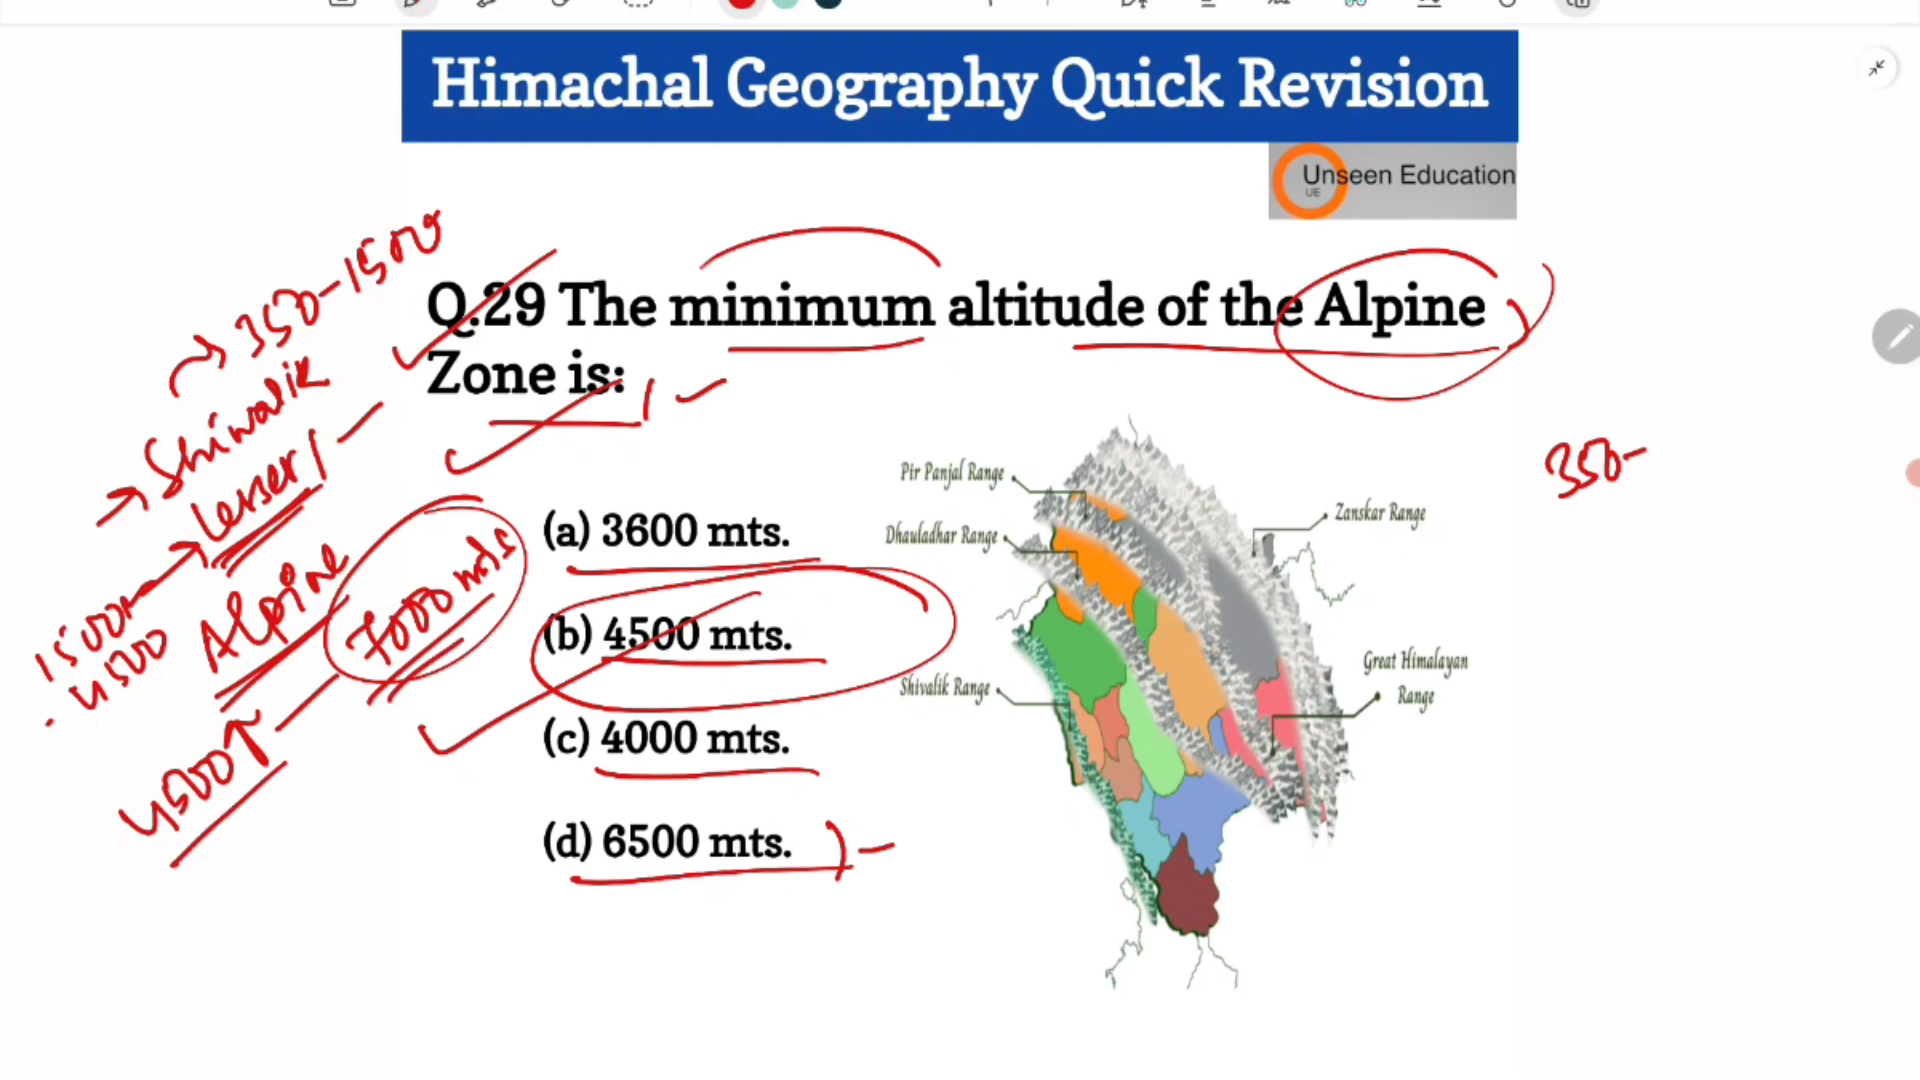 Himachal Geography Quick Revision
Unseen Education
UE
Q.29 The minimum altitude of the Alpine
Zone is:
(a) 3600 mts.
(b) 4500 mts.
(c) 4000 mts.
(d) 6500 mts.
Pir Panjal Range
Dhauladhar Range
Shivalik Range
Zanskar Range
Great Himalayan
Range
350-1500
Shiwalik
Lesser
Alpine
7000 mts
1500m
4500
4500↑
350-